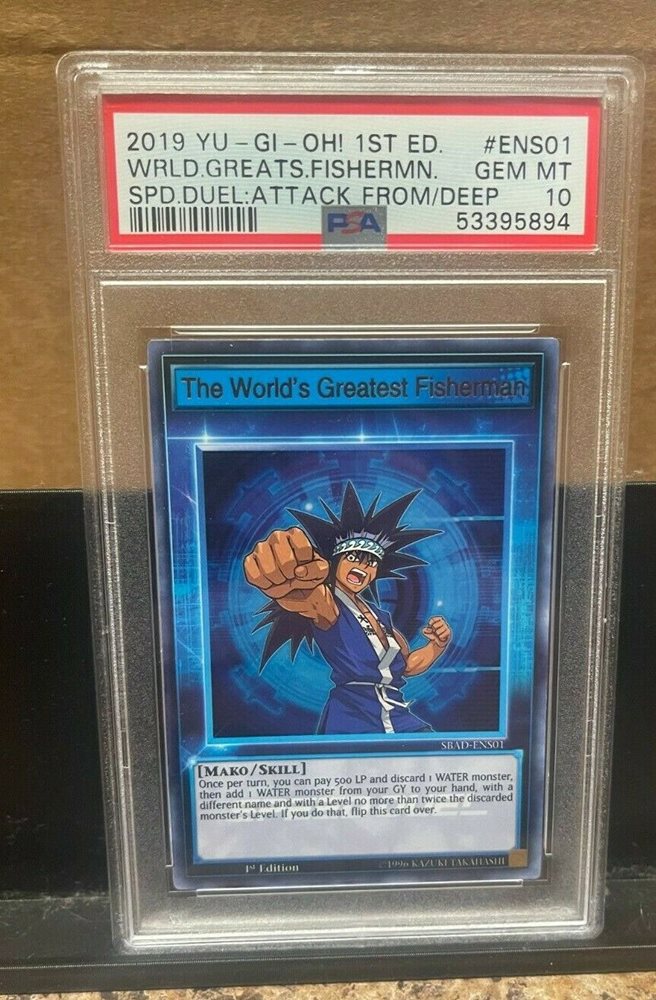 2019 YU-GI-OH! 1ST ED. #ENS01
WRLD.GREATS.FISHERMN. GEM MT
SPD.DUEL:ATTACK FROM/DEEP 10
PSA 53395894
The World's Greatest Fisherman
SBAD-ENS01
[MAKO/SKILL]
Once per turn, you can pay 500 LP and discard 1 WATER monster,
then add 1 WATER monster from your GY to your hand, with a
different name and with a Level no more than twice the discarded
monster's Level. If you do that, flip this card over.
1st Edition ©1996 KAZUKI TAKAHASHI